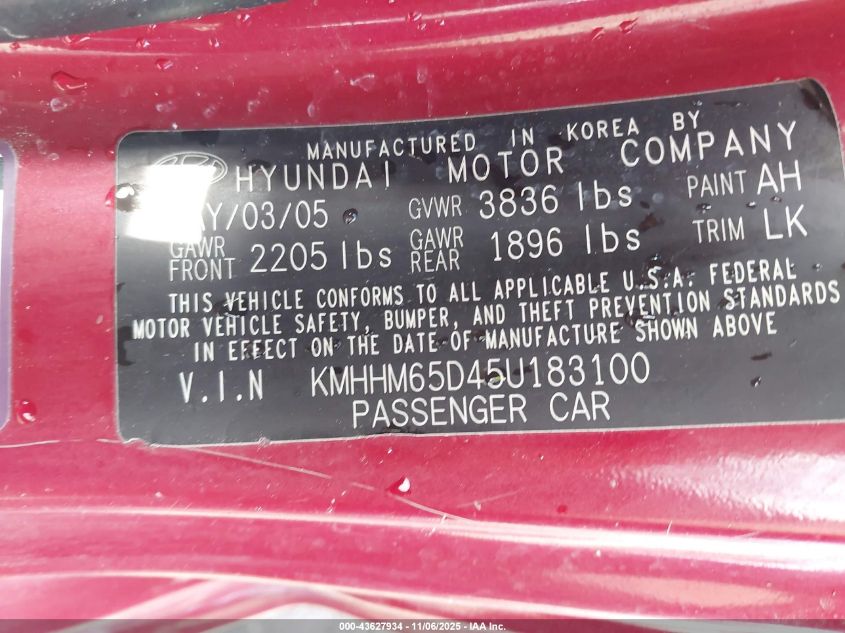 MANUFACTURED IN KOREA BY
HYUNDAI MOTOR COMPANY
/03/05 GVWR 3836 lbs PAINT AH
GAWR FRONT 2205 lbs GAWR REAR 1896 lbs TRIM LK
THIS VEHICLE CONFORMS TO ALL APPLICABLE U.S.A. FEDERAL
MOTOR VEHICLE SAFETY, BUMPER, AND THEFT PREVENTION STANDARDS
IN EFFECT ON THE DATE OF MANUFACTURE SHOWN ABOVE
V.I.N KMHHM65D45U183100
PASSENGER CAR
000-43627934 - 11/06/2025 - IAA Inc.